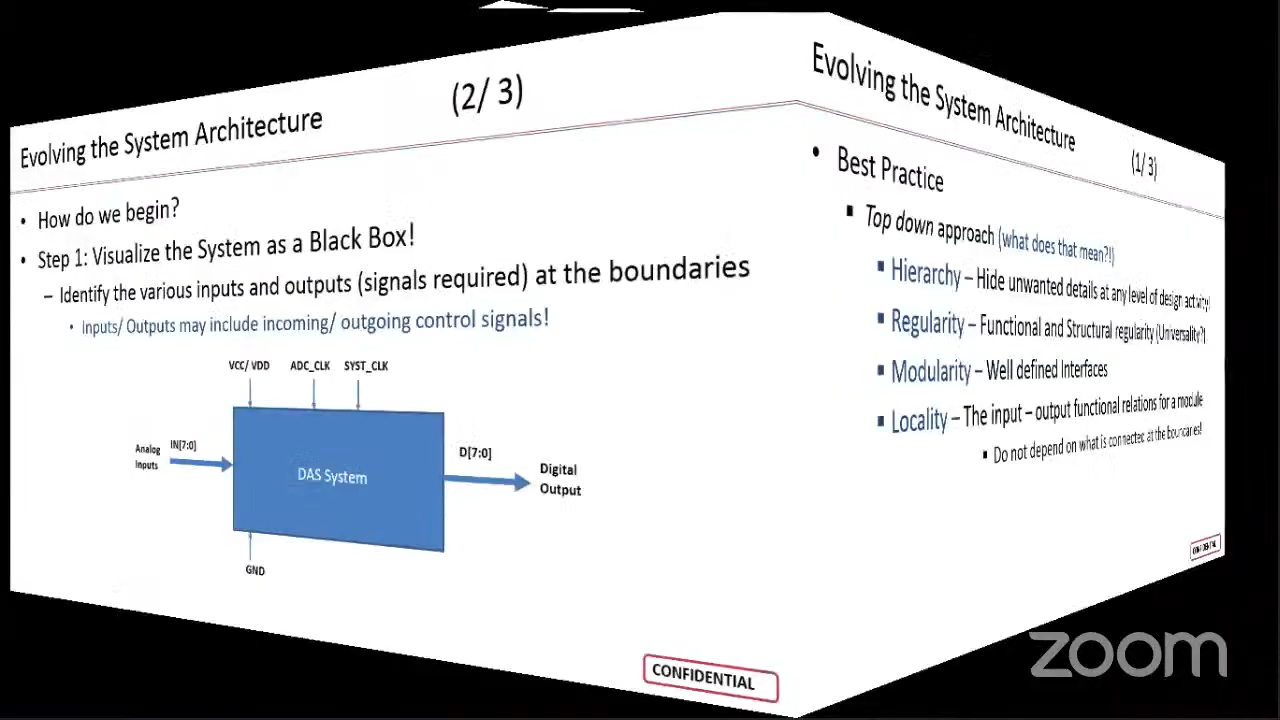 Evolving the System Architecture (2/ 3)
• How do we begin?
• Step 1: Visualize the System as a Black Box!
– Identify the various inputs and outputs (signals required) at the boundaries
• Inputs/ Outputs may include incoming/ outgoing control signals!
VCC/ VDD ADC_CLK SYST_CLK
Analog
Inputs
IN[7:0]
DAS System
D[7:0]
Digital
Output
GND
CONFIDENTIAL
Evolving the System Architecture (1/ 3)
• Best Practice
▪ Top down approach (what does that mean?!)
▪ Hierarchy – Hide unwanted details at any level of design activity!
▪ Regularity – Functional and Structural regularity (Universality?)
▪ Modularity – Well defined Interfaces
▪ Locality – The input – output functional relations for a module
▪ Do not depend on what is connected at the boundaries!
CONFIDENTIAL
zoom